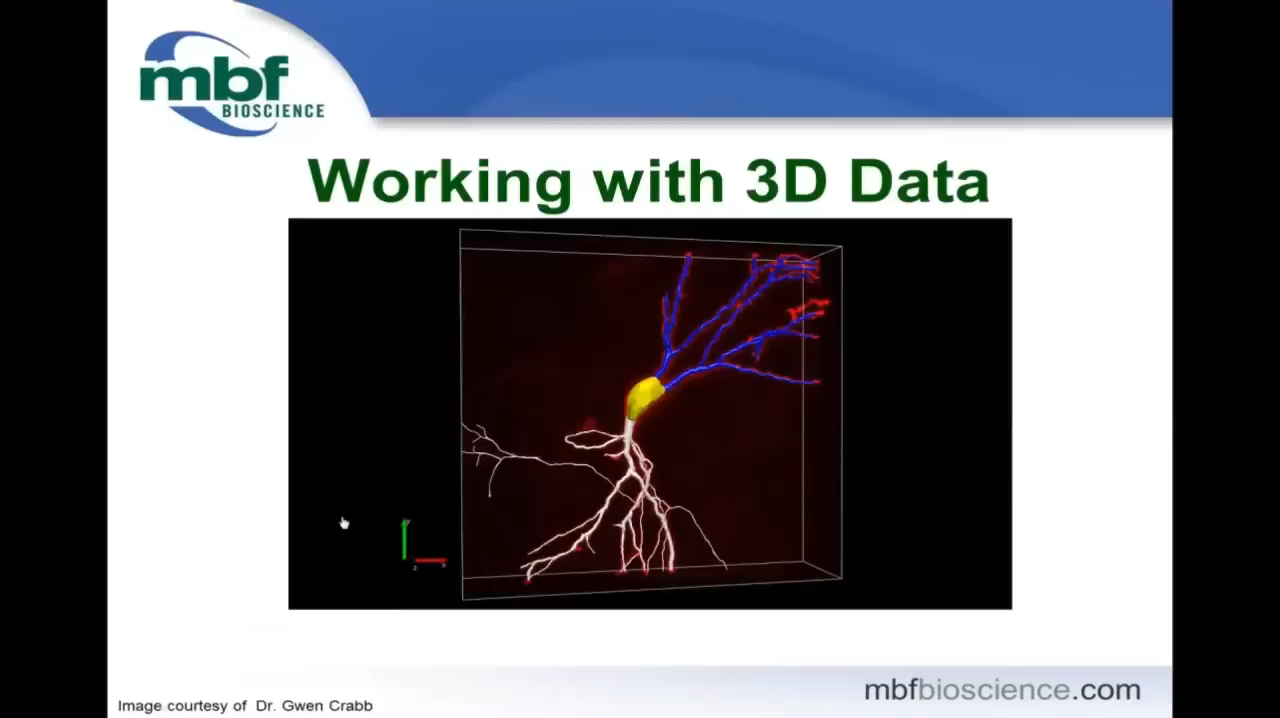 mbf
BIOSCIENCE
Working with 3D Data
Image courtesy of Dr. Gwen Crabb
mbfbioscience.com